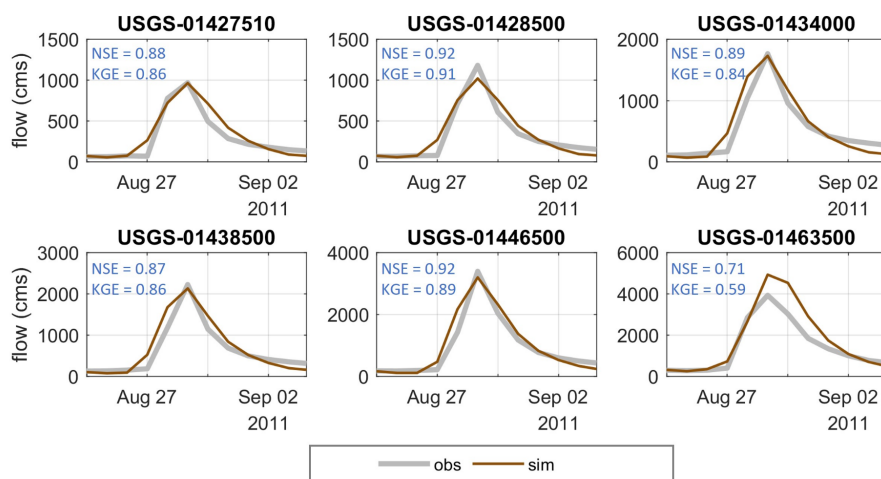 USGS-01427510 USGS-01428500 USGS-01434000
flow (cms)
1500 1500 2000
NSE = 0.88 NSE = 0.92 NSE = 0.89
KGE = 0.86 KGE = 0.91 KGE = 0.84
1000 1000
1000
500 500
0 0 0
Aug 27 Sep 02 Aug 27 Sep 02 Aug 27 Sep 02
2011 2011 2011
USGS-01438500 USGS-01446500 USGS-01463500
flow (cms)
3000 4000 6000
NSE = 0.87 NSE = 0.92 NSE = 0.71
KGE = 0.86 KGE = 0.89 KGE = 0.59
2000 4000
2000
1000 2000
0 0 0
Aug 27 Sep 02 Aug 27 Sep 02 Aug 27 Sep 02
2011 2011 2011
obs sim